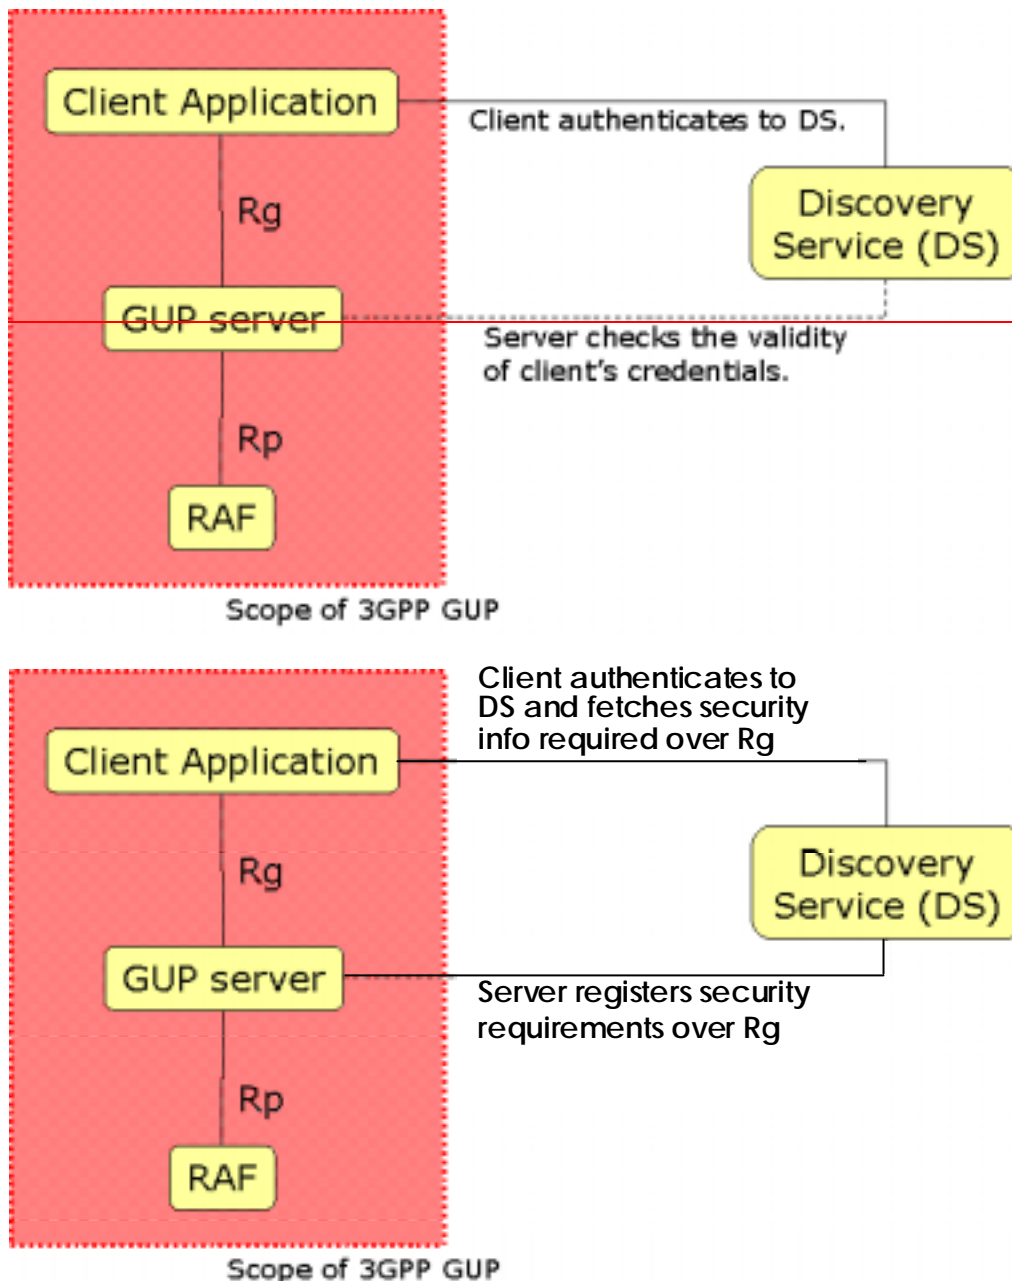 Client Application
Client authenticates to DS.
Rg
Discovery
Service (DS)
GUP server
Server checks the validity
of client's credentials.
Rp
RAF
Scope of 3GPP GUP
Client authenticates to
DS and fetches security
info required over Rg
Client Application
Rg
Discovery
Service (DS)
GUP server
Server registers security
requirements over Rg
Rp
RAF
Scope of 3GPP GUP